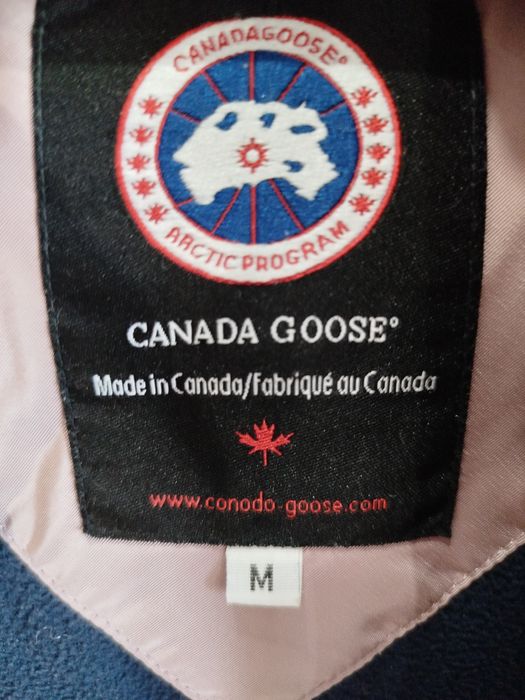 CANADAGOOSE®
ARCTIC PROGRAM
CANADA GOOSE®
Made in Canada/Fabriqué au Canada
www.conodo-goose.com
M